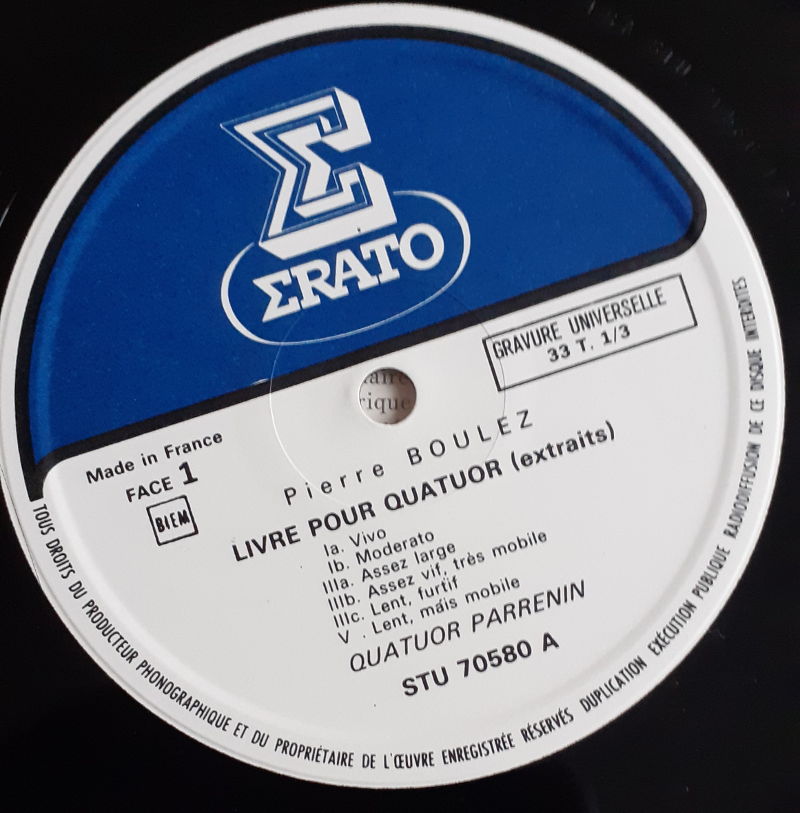 ΣRATO
GRAVURE UNIVERSELLE
33 T. 1/3
Made in France
FACE 1
BIEM
Pierre BOULEZ
LIVRE POUR QUATUOR (extraits)
Ia. Vivo
Ib. Moderato
IIIa. Assez large
IIIb. Assez vif, très mobile
IIIc. Lent, furtif
V . Lent, mais mobile
QUATUOR PARRENIN
STU 70580 A
TOUS DROITS DU PRODUCTEUR PHONOGRAPHIQUE ET DU PROPRIÉTAIRE DE L'ŒUVRE ENREGISTRÉE RÉSERVÉS DUPLICATION EXÉCUTION PUBLIQUE RADIODIFFUSION DE CE DISQUE INTERDITES